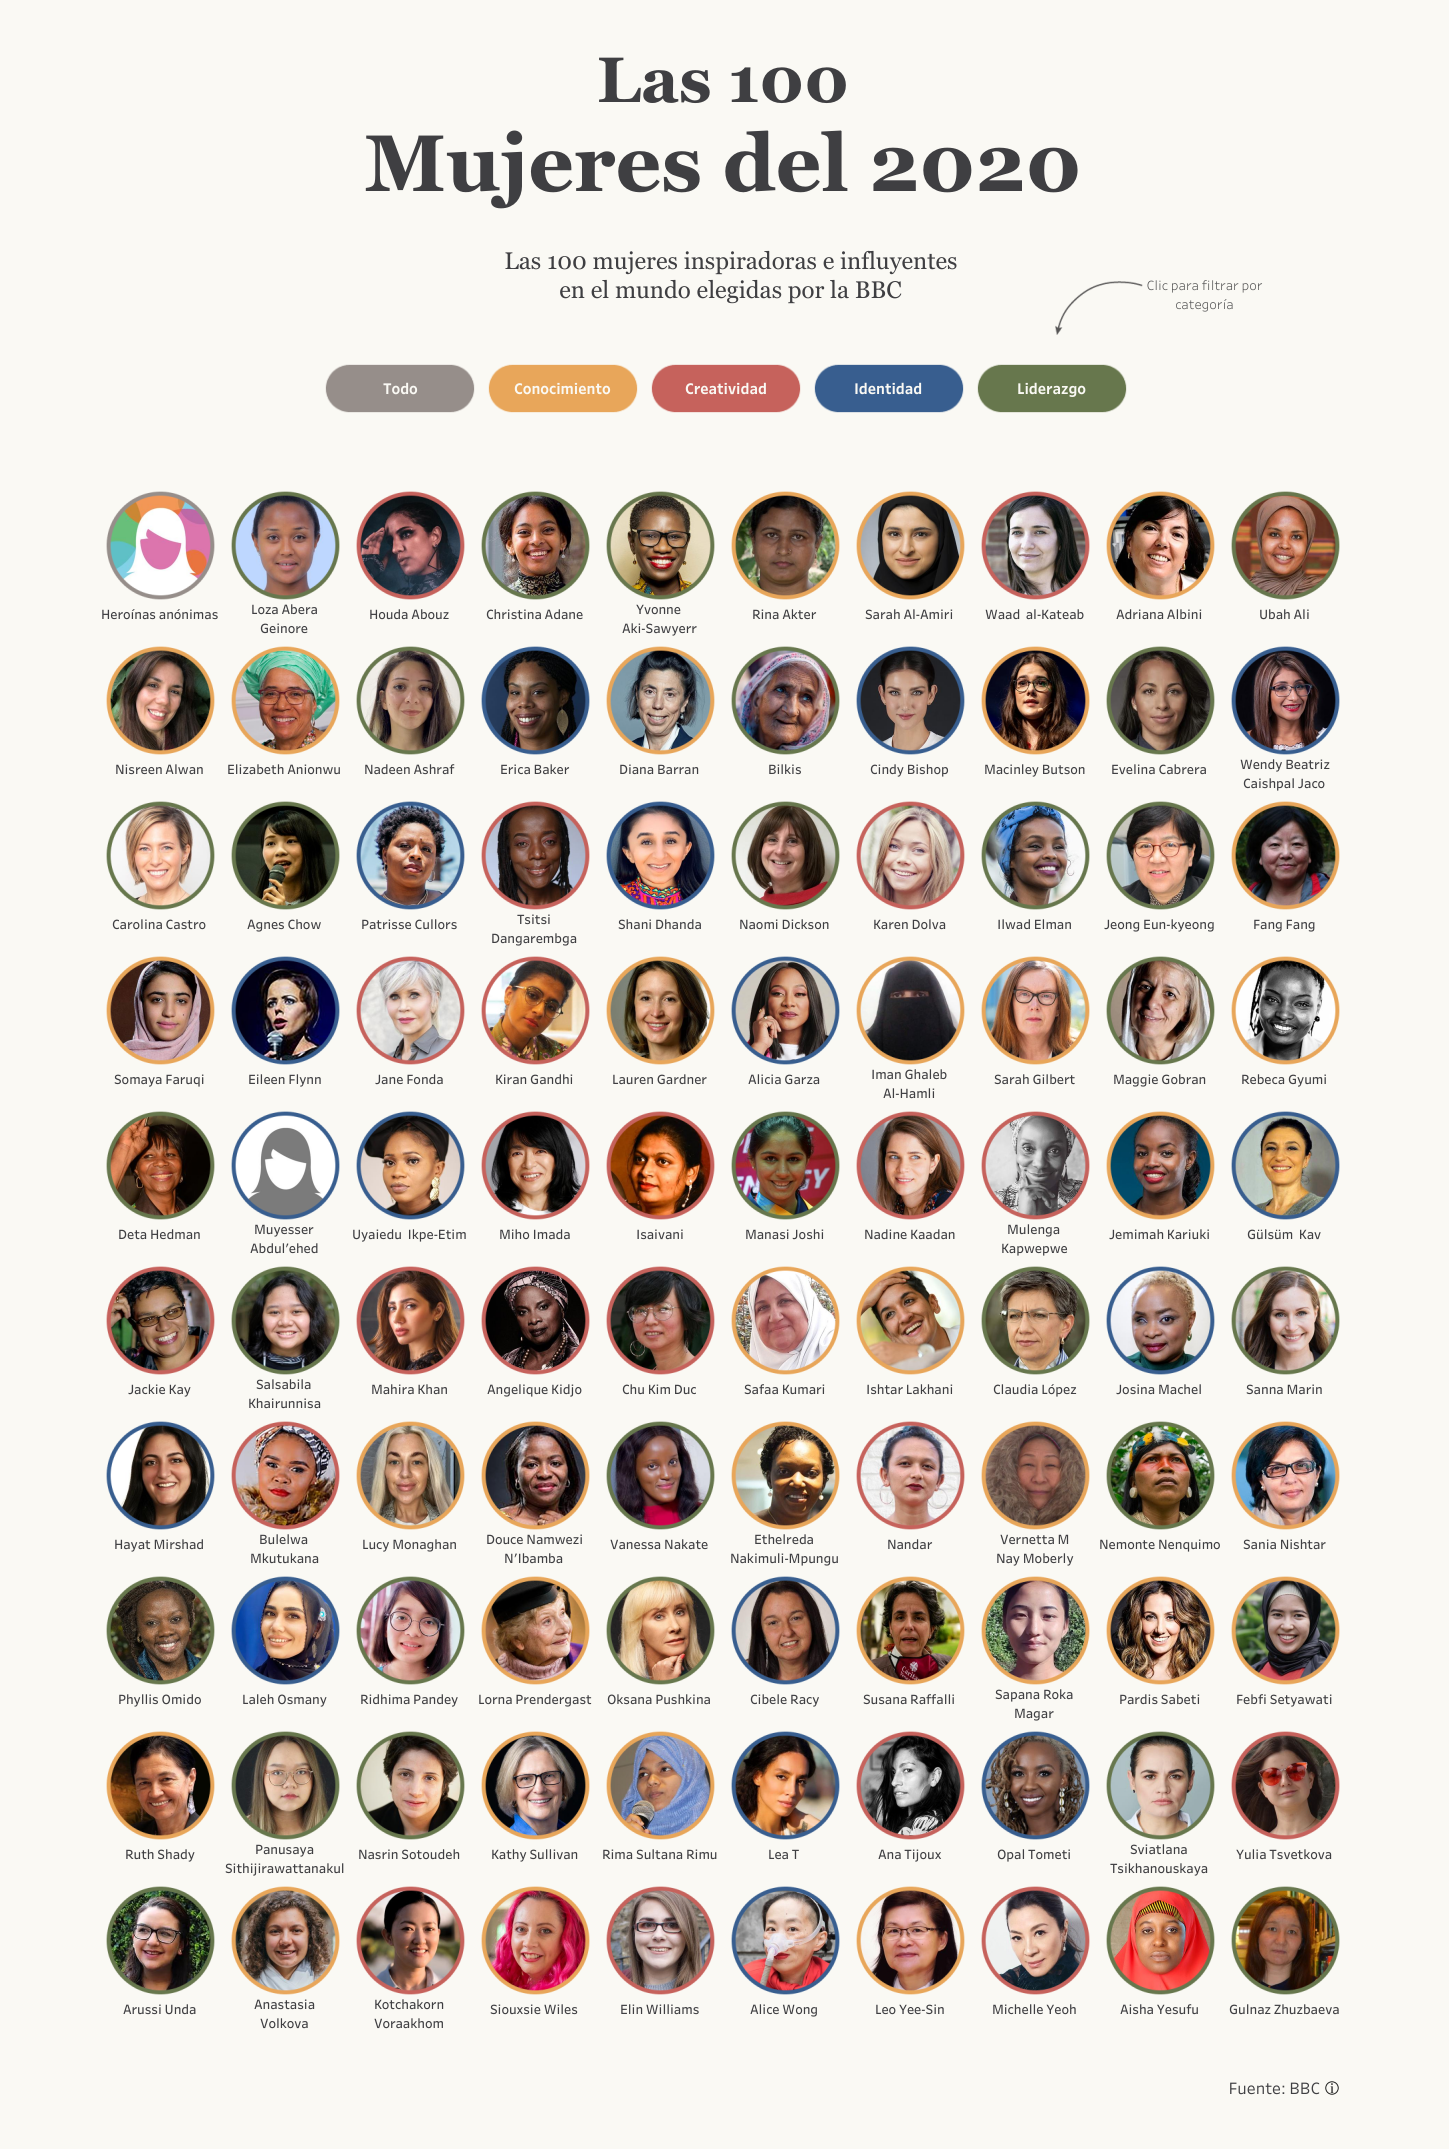 Las 100
Mujeres del 2020
Las 100 mujeres inspiradoras e influyentes
en el mundo elegidas por la BBC
Clic para filtrar por
categoría
Todo
Conocimiento
Creatividad
Identidad
Liderazgo
Heroínas anónimas
Loza Abera
Geinore
Houda Abouz
Christina Adane
Yvonne
Aki-Sawyerr
Rina Akter
Sarah Al-Amiri
Waad al-Kateab
Adriana Albini
Ubah Ali
Nisreen Alwan
Elizabeth Anionwu
Nadeen Ashraf
Erica Baker
Diana Barran
Bilkis
Cindy Bishop
Macinley Butson
Evelina Cabrera
Wendy Beatriz
Caishpal Jaco
Carolina Castro
Agnes Chow
Patrisse Cullors
Tsitsi
Dangarembga
Shani Dhanda
Naomi Dickson
Karen Dolva
Ilwad Elman
Jeong Eun-kyeong
Fang Fang
Somaya Faruqi
Eileen Flynn
Jane Fonda
Kiran Gandhi
Lauren Gardner
Alicia Garza
Iman Ghaleb
Al-Hamli
Sarah Gilbert
Maggie Gobran
Rebeca Gyumi
Deta Hedman
Muyesser
Abdul'ehed
Uyaiedu Ikpe-Etim
Miho Imada
Isaivani
Manasi Joshi
Nadine Kaadan
Mulenga
Kapwepwe
Jemimah Kariuki
Gülsüm Kav
Jackie Kay
Salsabila
Khairunnisa
Mahira Khan
Angelique Kidjo
Chu Kim Duc
Safaa Kumari
Ishtar Lakhani
Claudia López
Josina Machel
Sanna Marin
Hayat Mirshad
Bulelwa
Mkutukana
Lucy Monaghan
Douce Namwezi
N'Ibamba
Vanessa Nakate
Ethelreda
Nakimuli-Mpungu
Nandar
Vernetta M
Nay Moberly
Nemonte Nenquimo
Sania Nishtar
Phyllis Omido
Laleh Osmany
Ridhima Pandey
Lorna Prendergast
Oksana Pushkina
Cibele Racy
Susana Raffalli
Sapana Roka
Magar
Pardis Sabeti
Febfi Setyawati
Ruth Shady
Panusaya
Sithijirawattanakul
Nasrin Sotoudeh
Kathy Sullivan
Rima Sultana Rimu
Lea T
Ana Tijoux
Opal Tometi
Sviatlana
Tsikhanouskaya
Yulia Tsvetkova
Arussi Unda
Anastasia
Volkova
Kotchakorn
Voraakhom
Siouxsie Wiles
Elin Williams
Alice Wong
Leo Yee-Sin
Michelle Yeoh
Aisha Yesufu
Gulnaz Zhuzbaeva
Fuente: BBC